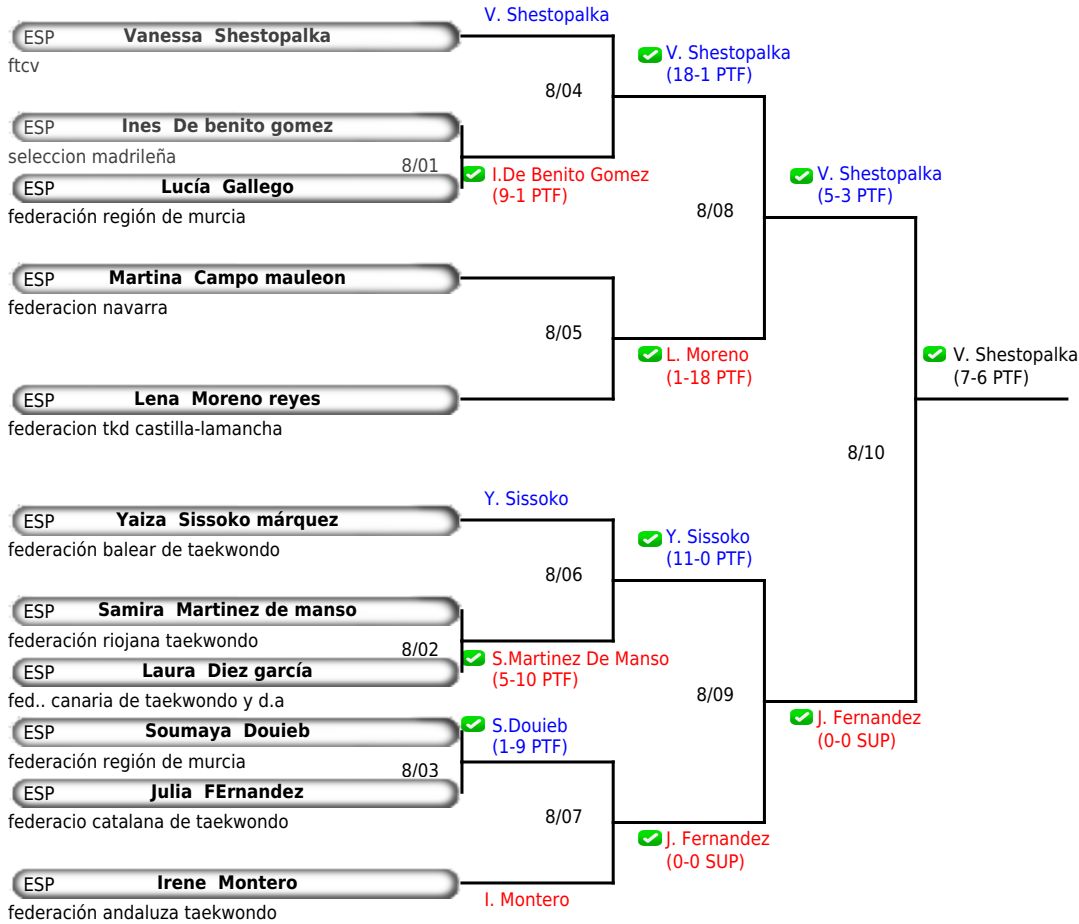 V. Shestopalka
ESP Vanessa Shestopalka
ftcv
V. Shestopalka
(18-1 PTF)
8/04
ESP Ines De benito gomez
seleccion madrileña
8/01
I.De Benito Gomez
(9-1 PTF)
ESP Lucía Gallego
federación región de murcia
V. Shestopalka
(5-3 PTF)
8/08
ESP Martina Campo mauleon
federacion navarra
8/05
L. Moreno
(1-18 PTF)
ESP Lena Moreno reyes
federacion tkd castilla-lamancha
V. Shestopalka
(7-6 PTF)
8/10
Y. Sissoko
ESP Yaiza Sissoko márquez
federación balear de taekwondo
Y. Sissoko
(11-0 PTF)
8/06
ESP Samira Martinez de manso
federación riojana taekwondo
8/02
S.Martinez De Manso
(5-10 PTF)
ESP Laura Diez garcía
fed.. canaria de taekwondo y d.a
8/09
J. Fernandez
(0-0 SUP)
ESP Soumaya Douieb
federación región de murcia
S.Douieb
(1-9 PTF)
8/03
ESP Julia FErnandez
federacio catalana de taekwondo
8/07
J. Fernandez
(0-0 SUP)
ESP Irene Montero
federación andaluza taekwondo
I. Montero